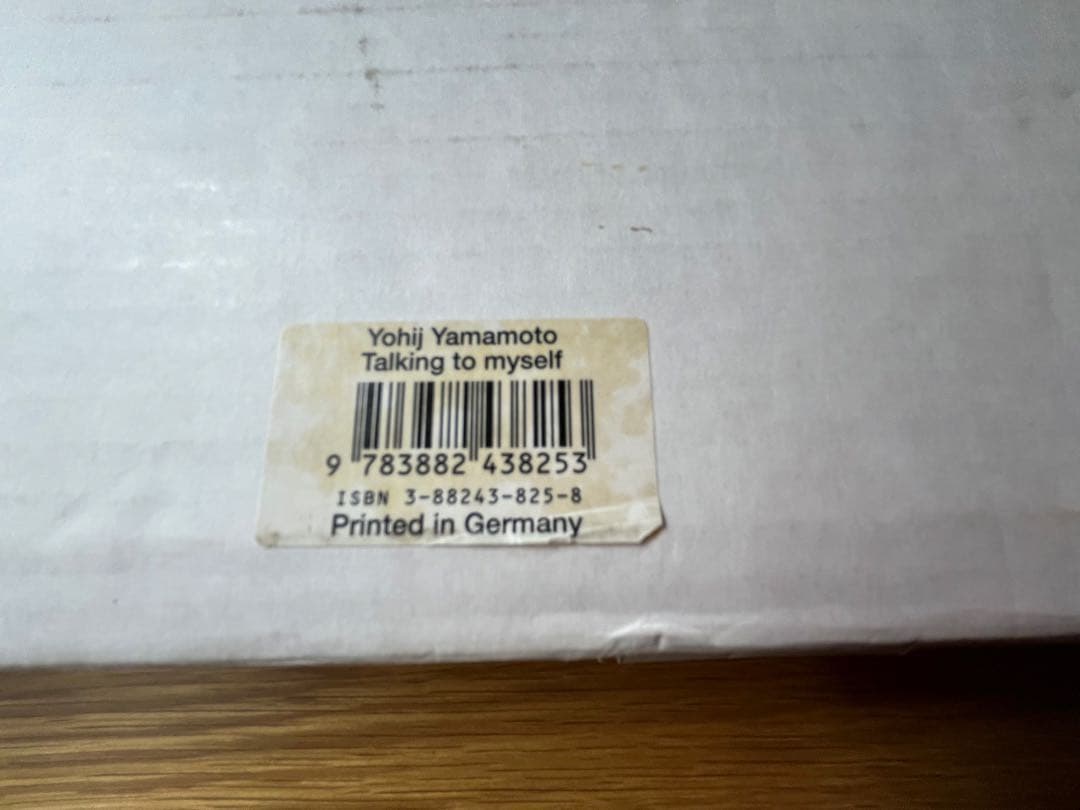 Yohij Yamamoto
Talking to myself
9 783882 438253
ISBN 3-88243-825-8
Printed in Germany